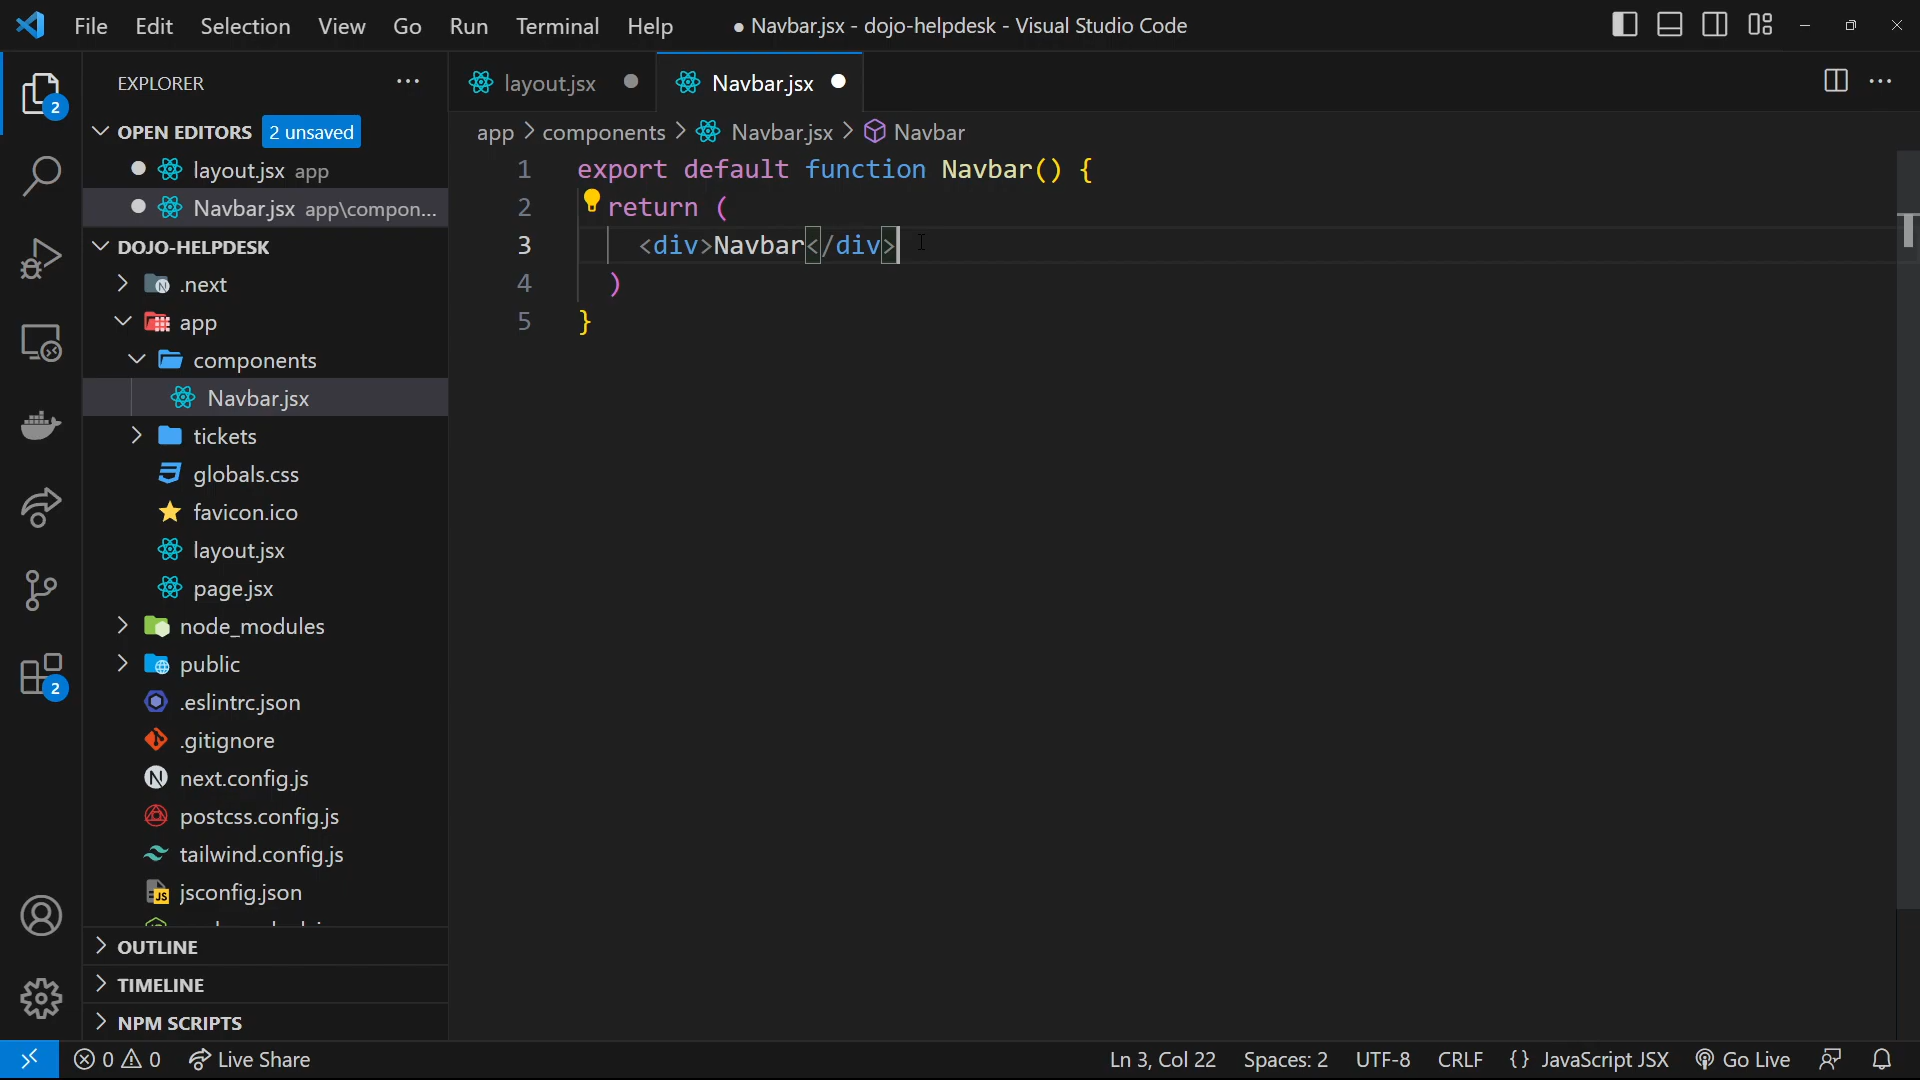 File Edit Selection View Go Run Terminal Help
● Navbar.jsx - dojo-helpdesk - Visual Studio Code
EXPLORER
OPEN EDITORS 2 unsaved
layout.jsx app
Navbar.jsx app\compon...
DOJO-HELPDESK
.next
app
components
Navbar.jsx
tickets
globals.css
favicon.ico
layout.jsx
page.jsx
node_modules
public
.eslintrc.json
.gitignore
next.config.js
postcss.config.js
tailwind.config.js
jsconfig.json
OUTLINE
TIMELINE
NPM SCRIPTS
2
2
layout.jsx
Navbar.jsx
app > components > Navbar.jsx > Navbar
1 export default function Navbar() {
2 return (
3 <div>Navbar</div>
4 )
5 }
0 0 Live Share
Ln 3, Col 22 Spaces: 2 UTF-8 CRLF {} JavaScript JSX Go Live